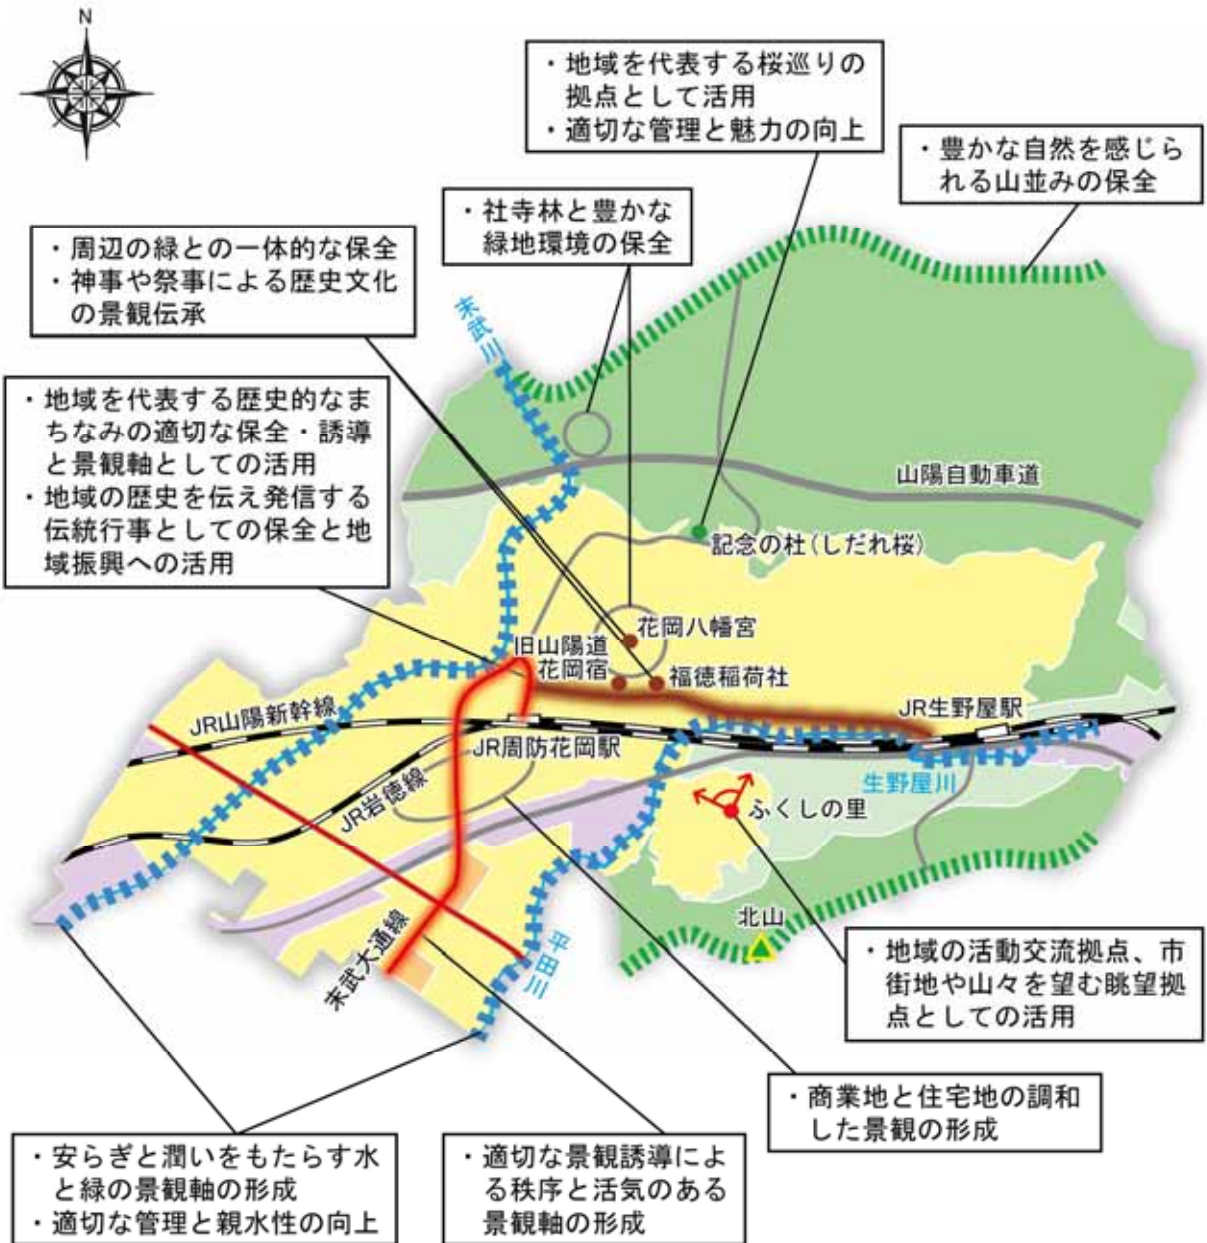 N
・地域を代表する桜巡りの
拠点として活用
・適切な管理と魅力の向上
・豊かな自然を感じら
れる山並みの保全
・社寺林と豊かな
緑地環境の保全
・周辺の緑との一体的な保全
・神事や祭事による歴史文化
の景観伝承
末武川
・地域を代表する歴史的なま
ちなみの適切な保全・誘導
と景観軸としての活用
・地域の歴史を伝え発信する
伝統行事としての保全と地
域振興への活用
山陽自動車道
記念の杜(しだれ桜)
花岡八幡宮
旧山陽道
花岡宿
福徳稲荷社
JR山陽新幹線
JR生野屋駅
JR周防花岡駅
JR岩徳線
生野屋川
ふくしの里
北山
末武大通線
平田川
・地域の活動交流拠点、市
街地や山々を望む眺望拠
点としての活用
・商業地と住宅地の調和
した景観の形成
・安らぎと潤いをもたらす水
と緑の景観軸の形成
・適切な管理と親水性の向上
・適切な景観誘導によ
る秩序と活気のある
景観軸の形成